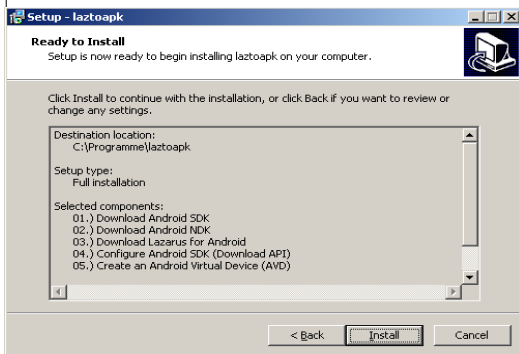 Setup - laztoapk
Ready to Install
Setup is now ready to begin installing laztoapk on your computer.
Click Install to continue with the installation, or click Back if you want to review or
change any settings.
Destination location:
C:\Programme\laztoapk
Setup type:
Full installation
Selected components:
01.) Download Android SDK
02.) Download Android NDK
03.) Download Lazarus for Android
04.) Configure Android SDK (Download API)
05.) Create an Android Virtual Device (AVD)
< Back
Install
Cancel